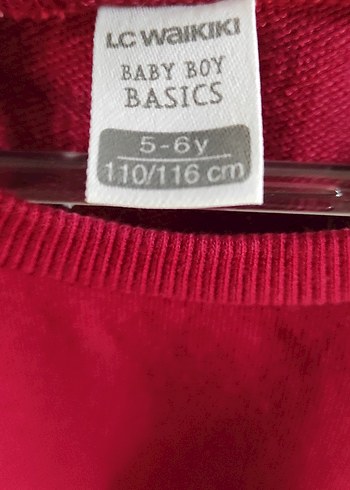 LC WAIKIKI
BABY BOY
BASICS
5-6y
110/116 cm